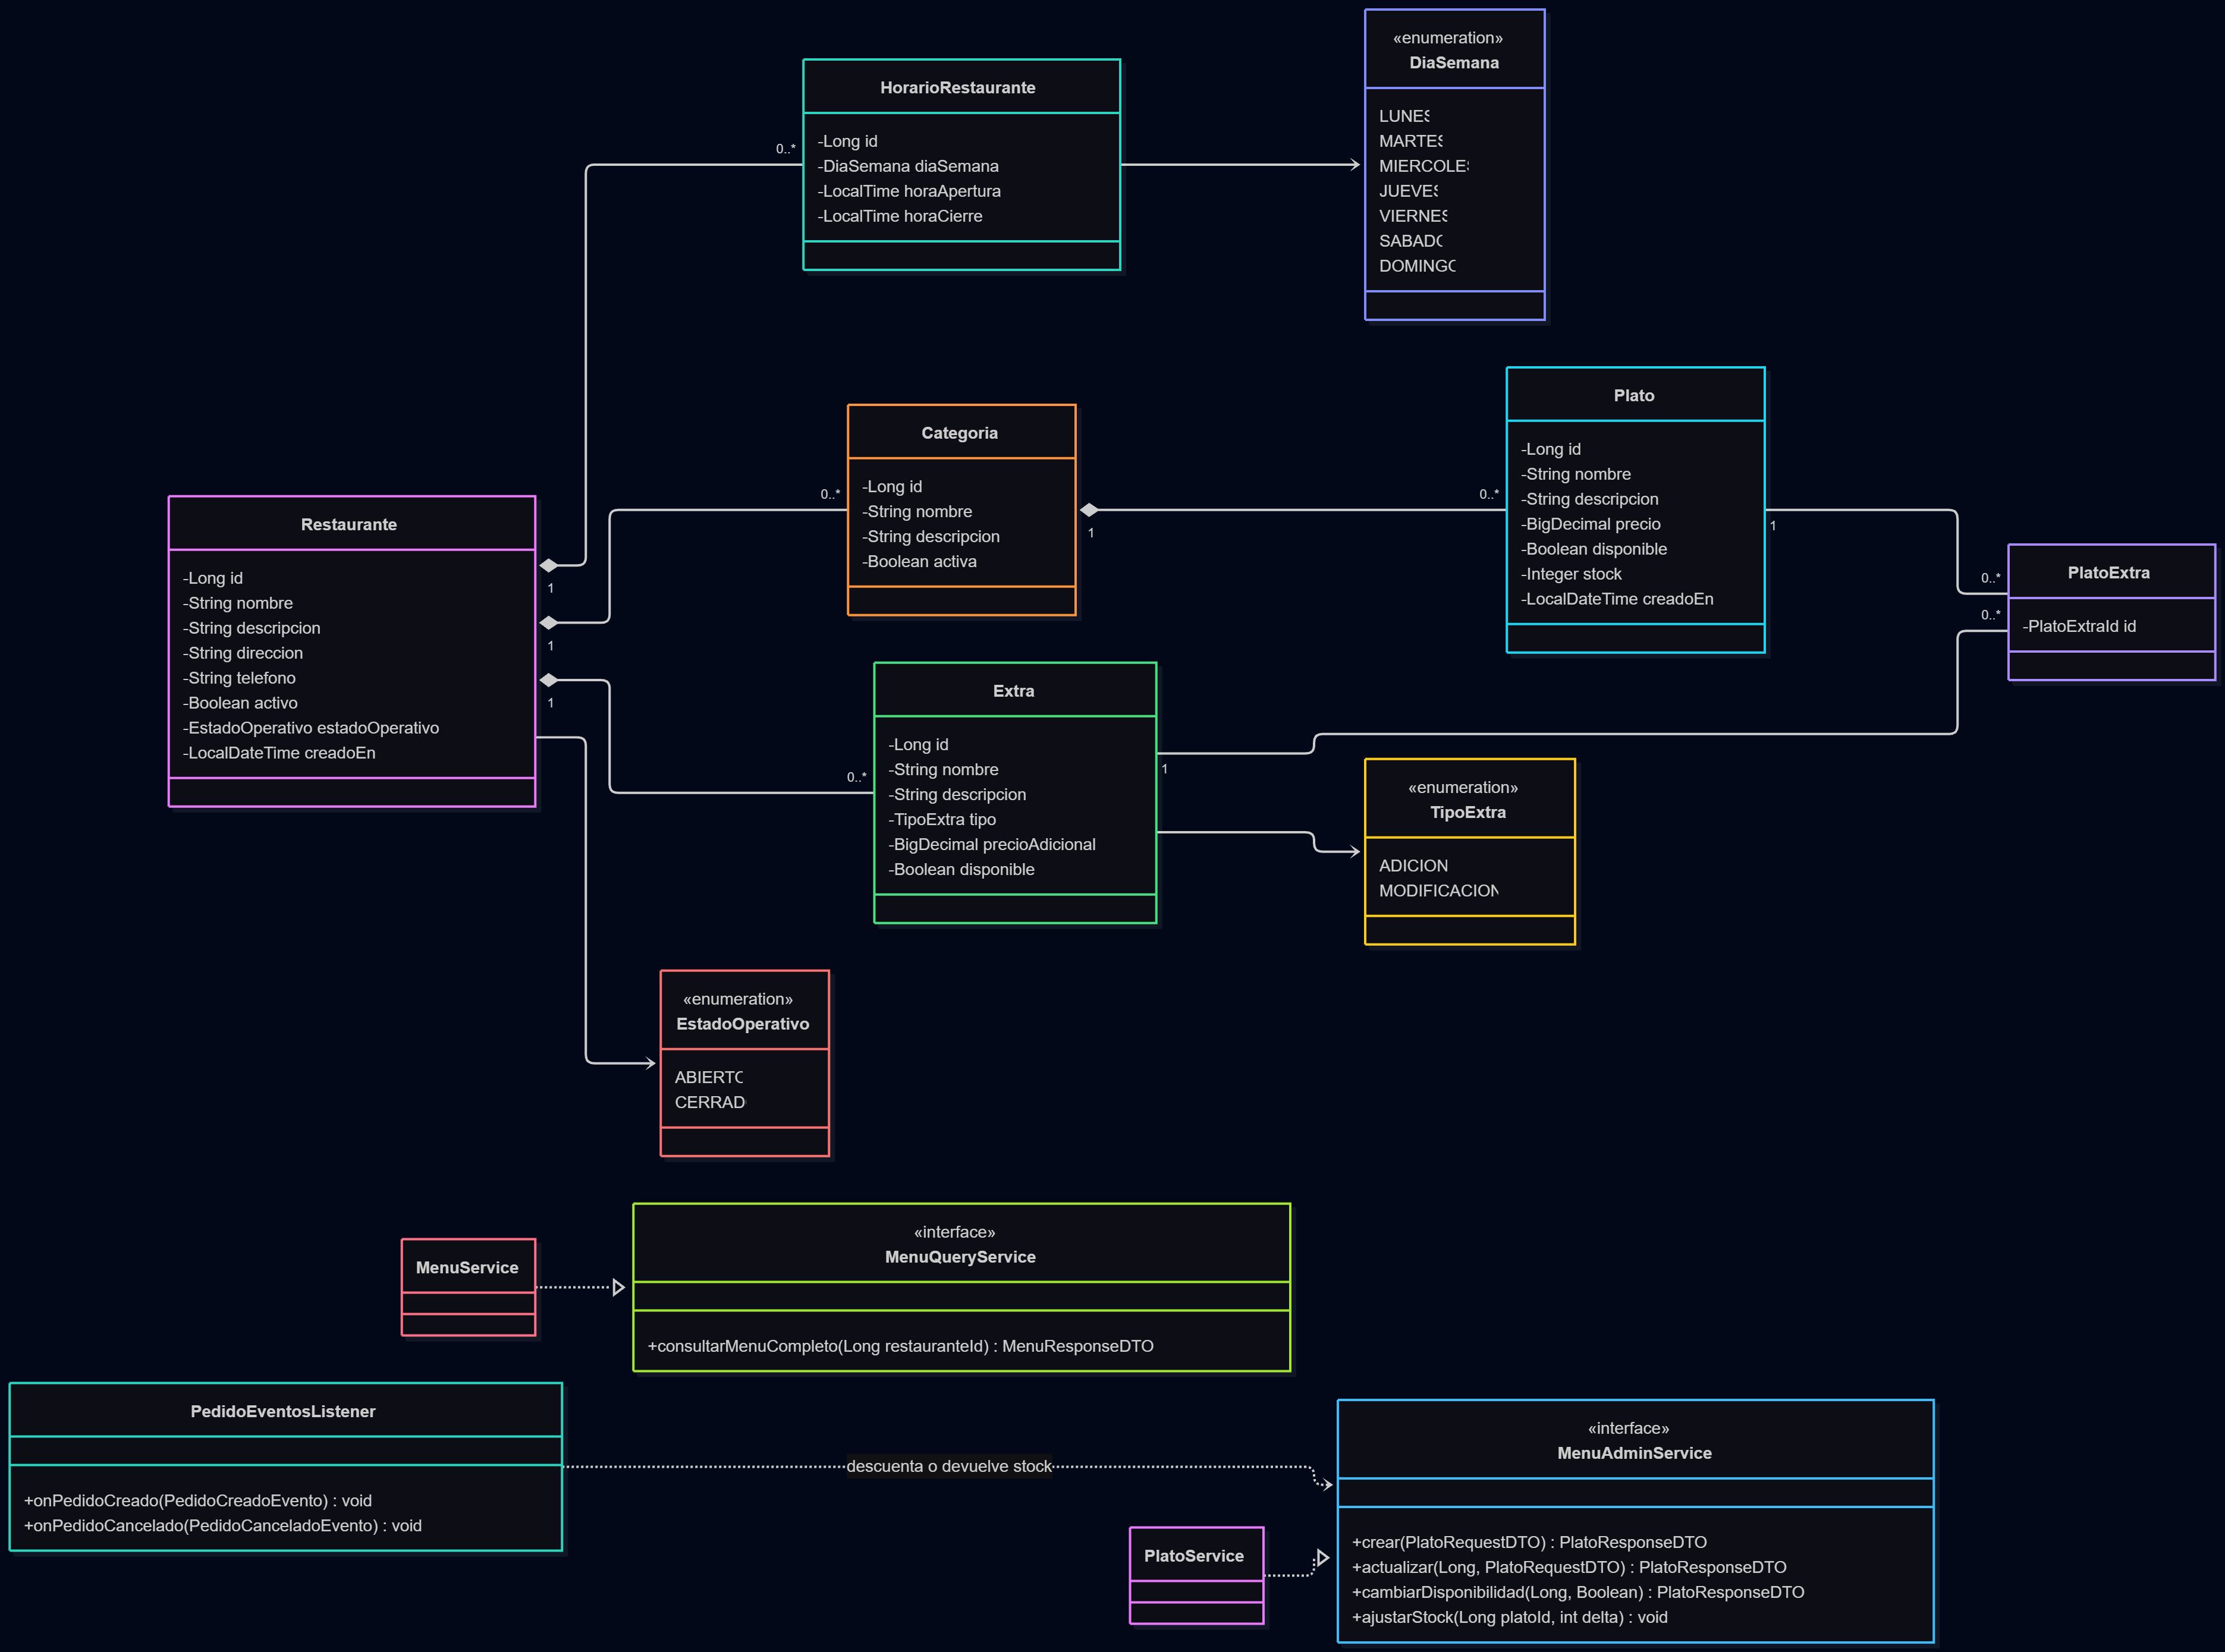 «enumeration»
DiaSemana
LUNES
MARTES
MIERCOLES
JUEVES
VIERNES
SABADO
DOMINGO
HorarioRestaurante
-Long id
-DiaSemana diaSemana
-LocalTime horaApertura
-LocalTime horaCierre
0..*
Plato
-Long id
-String nombre
-String descripcion
-BigDecimal precio
-Boolean disponible
-Integer stock
-LocalDateTime creadoEn
0..*
1
Categoria
-Long id
-String nombre
-String descripcion
-Boolean activa
0..*
1
Restaurante
-Long id
-String nombre
-String descripcion
-String direccion
-String telefono
-Boolean activo
-EstadoOperativo estadoOperativo
-LocalDateTime creadoEn
1
1
1
PlatoExtra
-PlatoExtraId id
0..*
0..*
Extra
-Long id
-String nombre
-String descripcion
-TipoExtra tipo
-BigDecimal precioAdicional
-Boolean disponible
0..*
1
«enumeration»
TipoExtra
ADICION
MODIFICACION
«enumeration»
EstadoOperativo
ABIERTO
CERRAD
MenuService
«interface»
MenuQueryService
+consultarMenuCompleto(Long restauranteId) : MenuResponseDTO
PedidoEventosListener
+onPedidoCreado(PedidoCreadoEvento) : void
+onPedidoCancelado(PedidoCanceladoEvento) : void
descuenta o devuelve stock
PlatoService
«interface»
MenuAdminService
+crear(PlatoRequestDTO) : PlatoResponseDTO
+actualizar(Long, PlatoRequestDTO) : PlatoResponseDTO
+cambiarDisponibilidad(Long, Boolean) : PlatoResponseDTO
+ajustarStock(Long platoId, int delta) : void